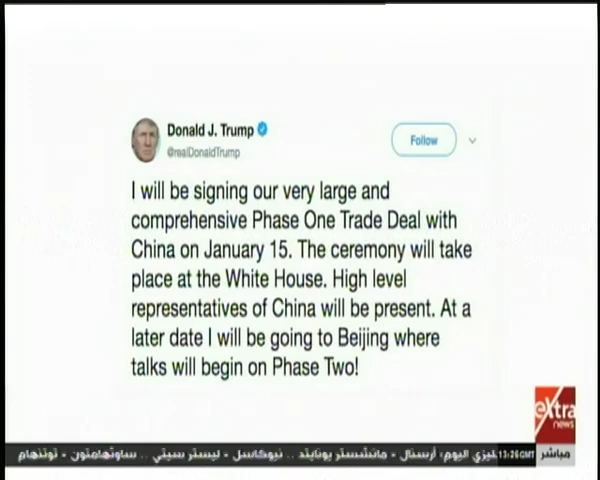 Donald J. Trump
@realDonaldTrump
Follow
I will be signing our very large and
comprehensive Phase One Trade Deal with
China on January 15. The ceremony will take
place at the White House. High level
representatives of China will be present. At a
later date I will be going to Beijing where
talks will begin on Phase Two!
eXtra
news
مباشر
13:26GMT
ليزي اليوم: أرسنال - مانشستر يونايتد .. نيوكاسل - ليستر سيتي .. ساوثهامتون - توتنهام